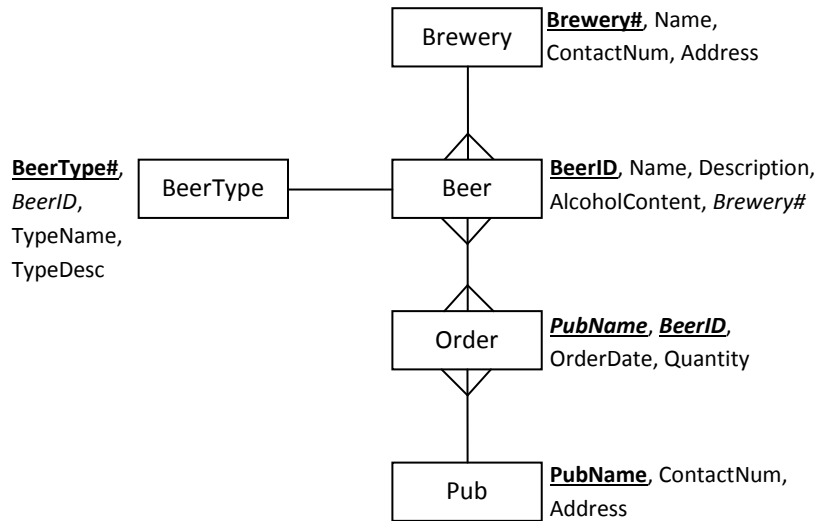 Brewery
Brewery#, Name,
ContactNum, Address
BeerType#,
BeerID,
TypeName,
TypeDesc
BeerType
Beer
BeerID, Name, Description,
AlcoholContent, Brewery#
Order
PubName, BeerID,
OrderDate, Quantity
Pub
PubName, ContactNum,
Address